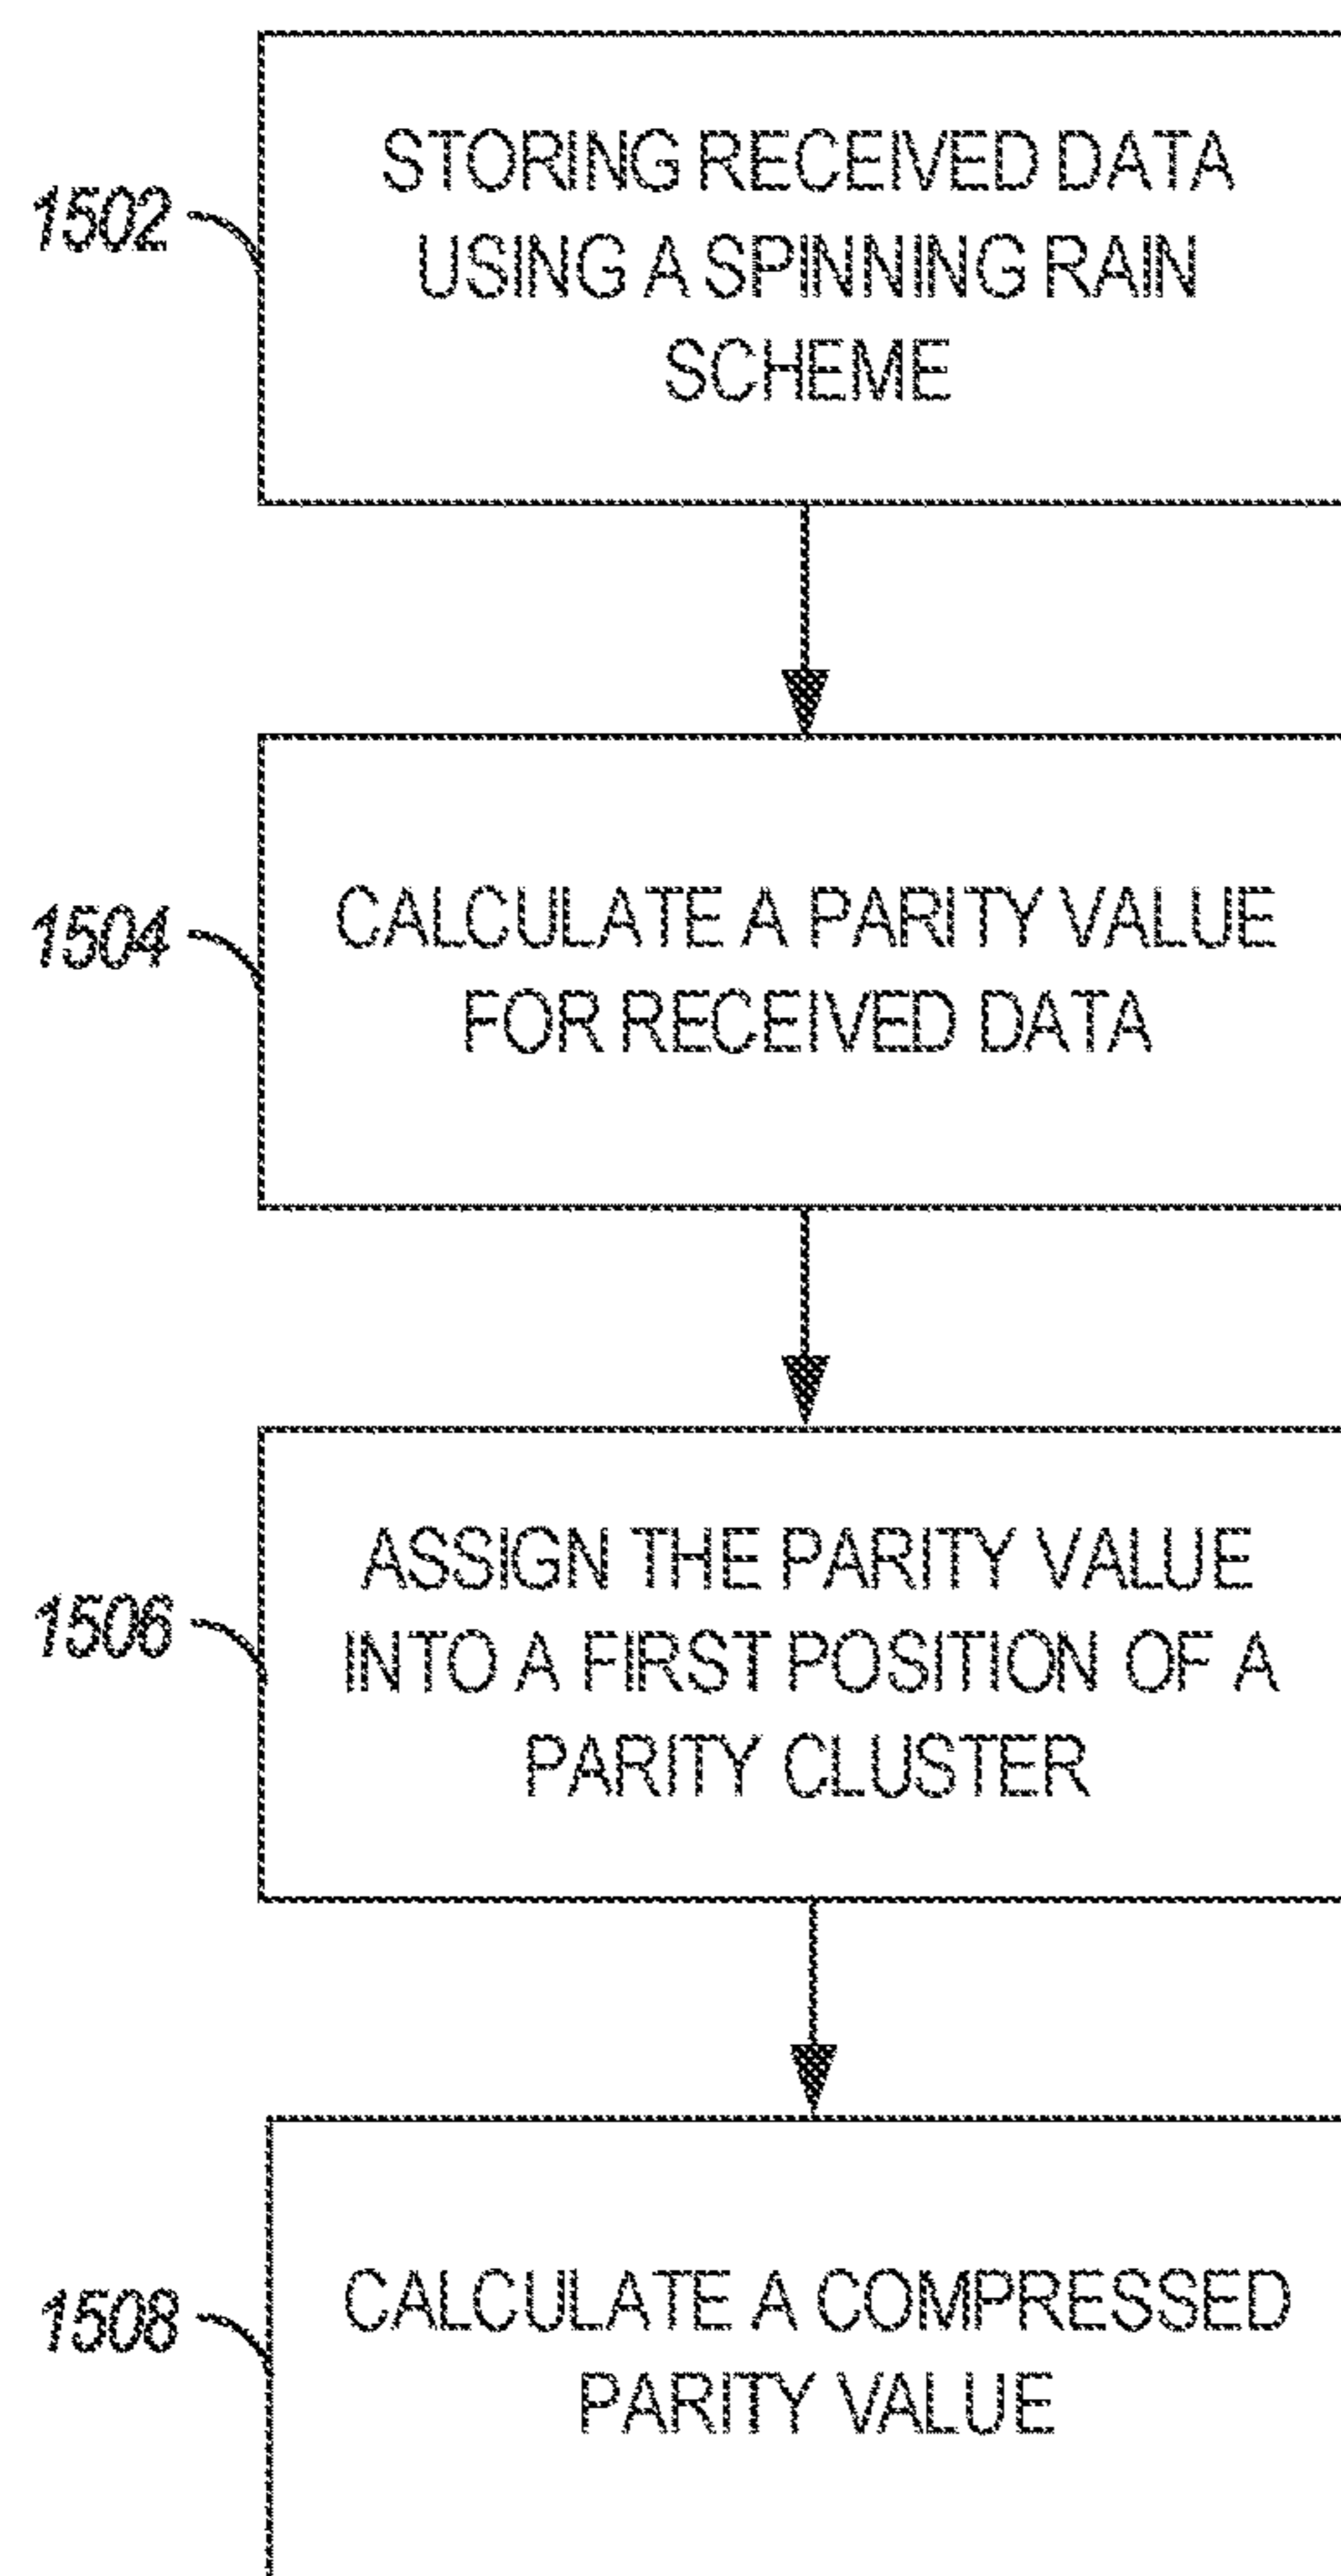 1502
STORING RECEIVED DATA
USING A SPINNING RAIN
SCHEME
1504
CALCULATE A PARITY VALUE
FOR RECEIVED DATA
1506
ASSIGN THE PARITY VALUE
INTO A FIRST POSITION OF A
PARITY CLUSTER
1508
CALCULATE A COMPRESSED
PARITY VALUE